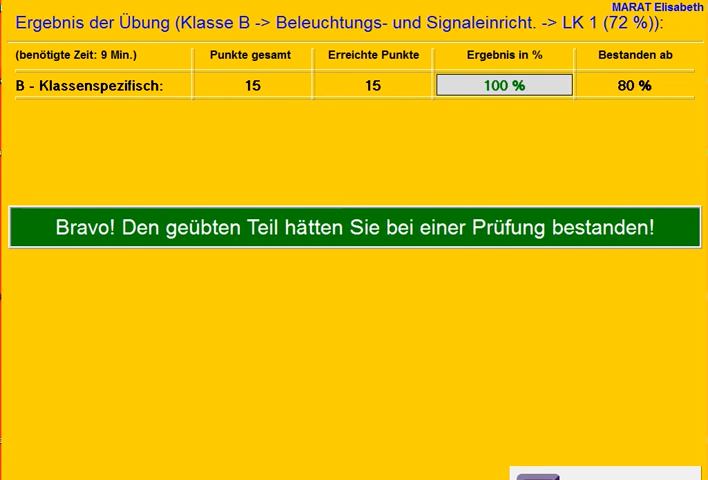 MARAT Elisabeth
Ergebnis der Übung (Klasse B -> Beleuchtungs- und Signaleinricht. -> LK 1 (72 %)):
(benötigte Zeit: 9 Min.) Punkte gesamt Erreichte Punkte Ergebnis in % Bestanden ab
B - Klassenspezifisch: 15 15 100 % 80 %
Bravo! Den geübten Teil hätten Sie bei einer Prüfung bestanden!